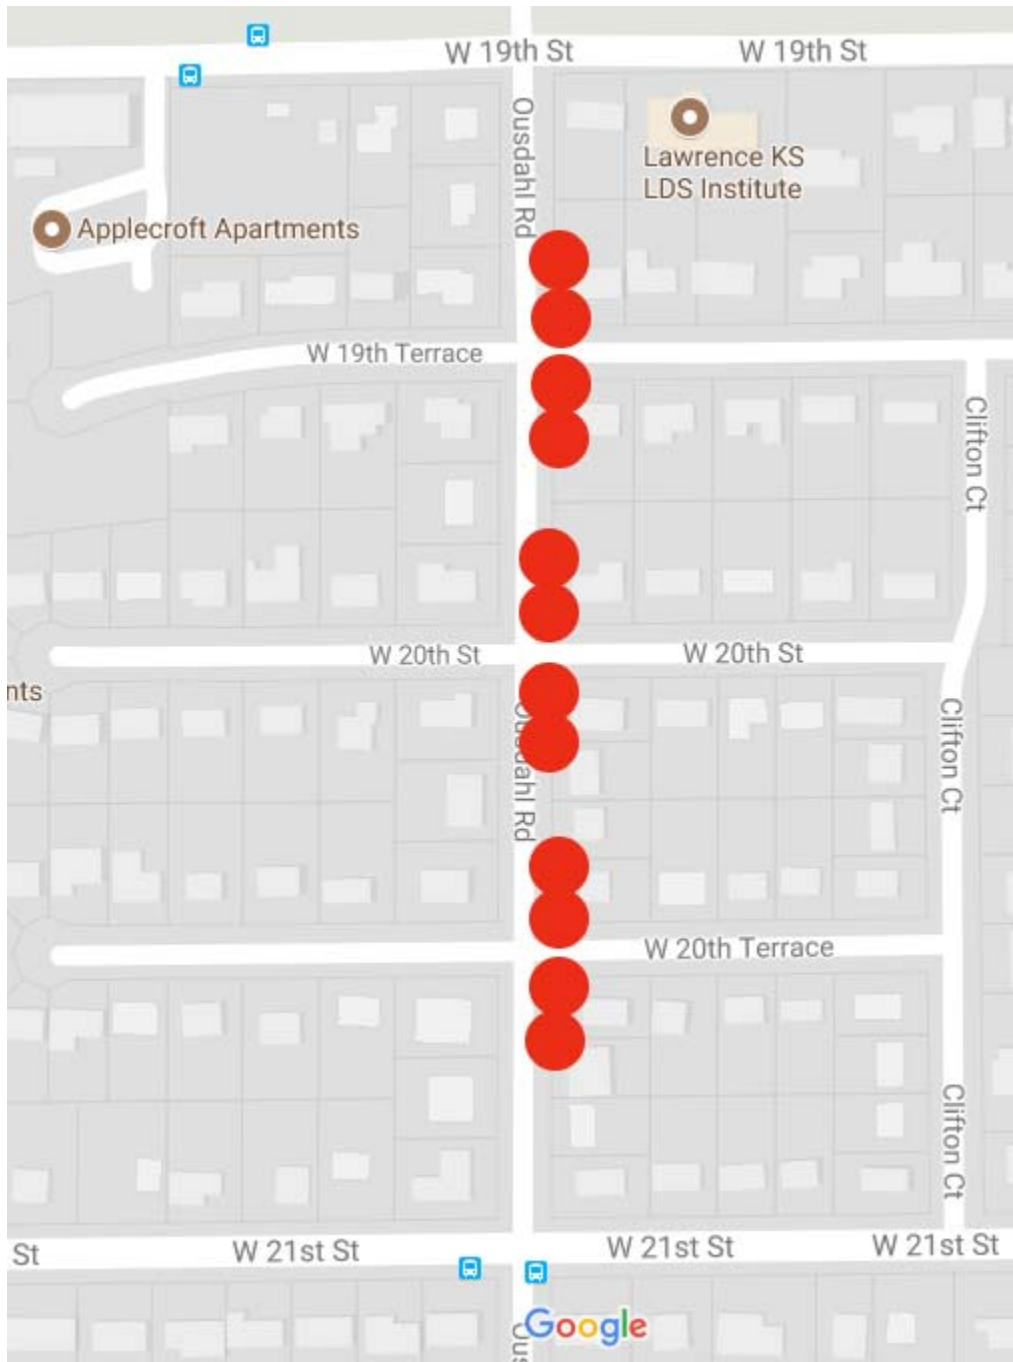 W 19th St
W 19th St
Ousdahl Rd
Lawrence KS
LDS Institute
Applecroft Apartments
W 19th Terrace
Clifton Ct
W 20th St
W 20th St
nts
Ousdahl Rd
Clifton Ct
W 20th Terrace
Clifton Ct
St
W 21st St
W 21st St
W 21st St
Google
Ous